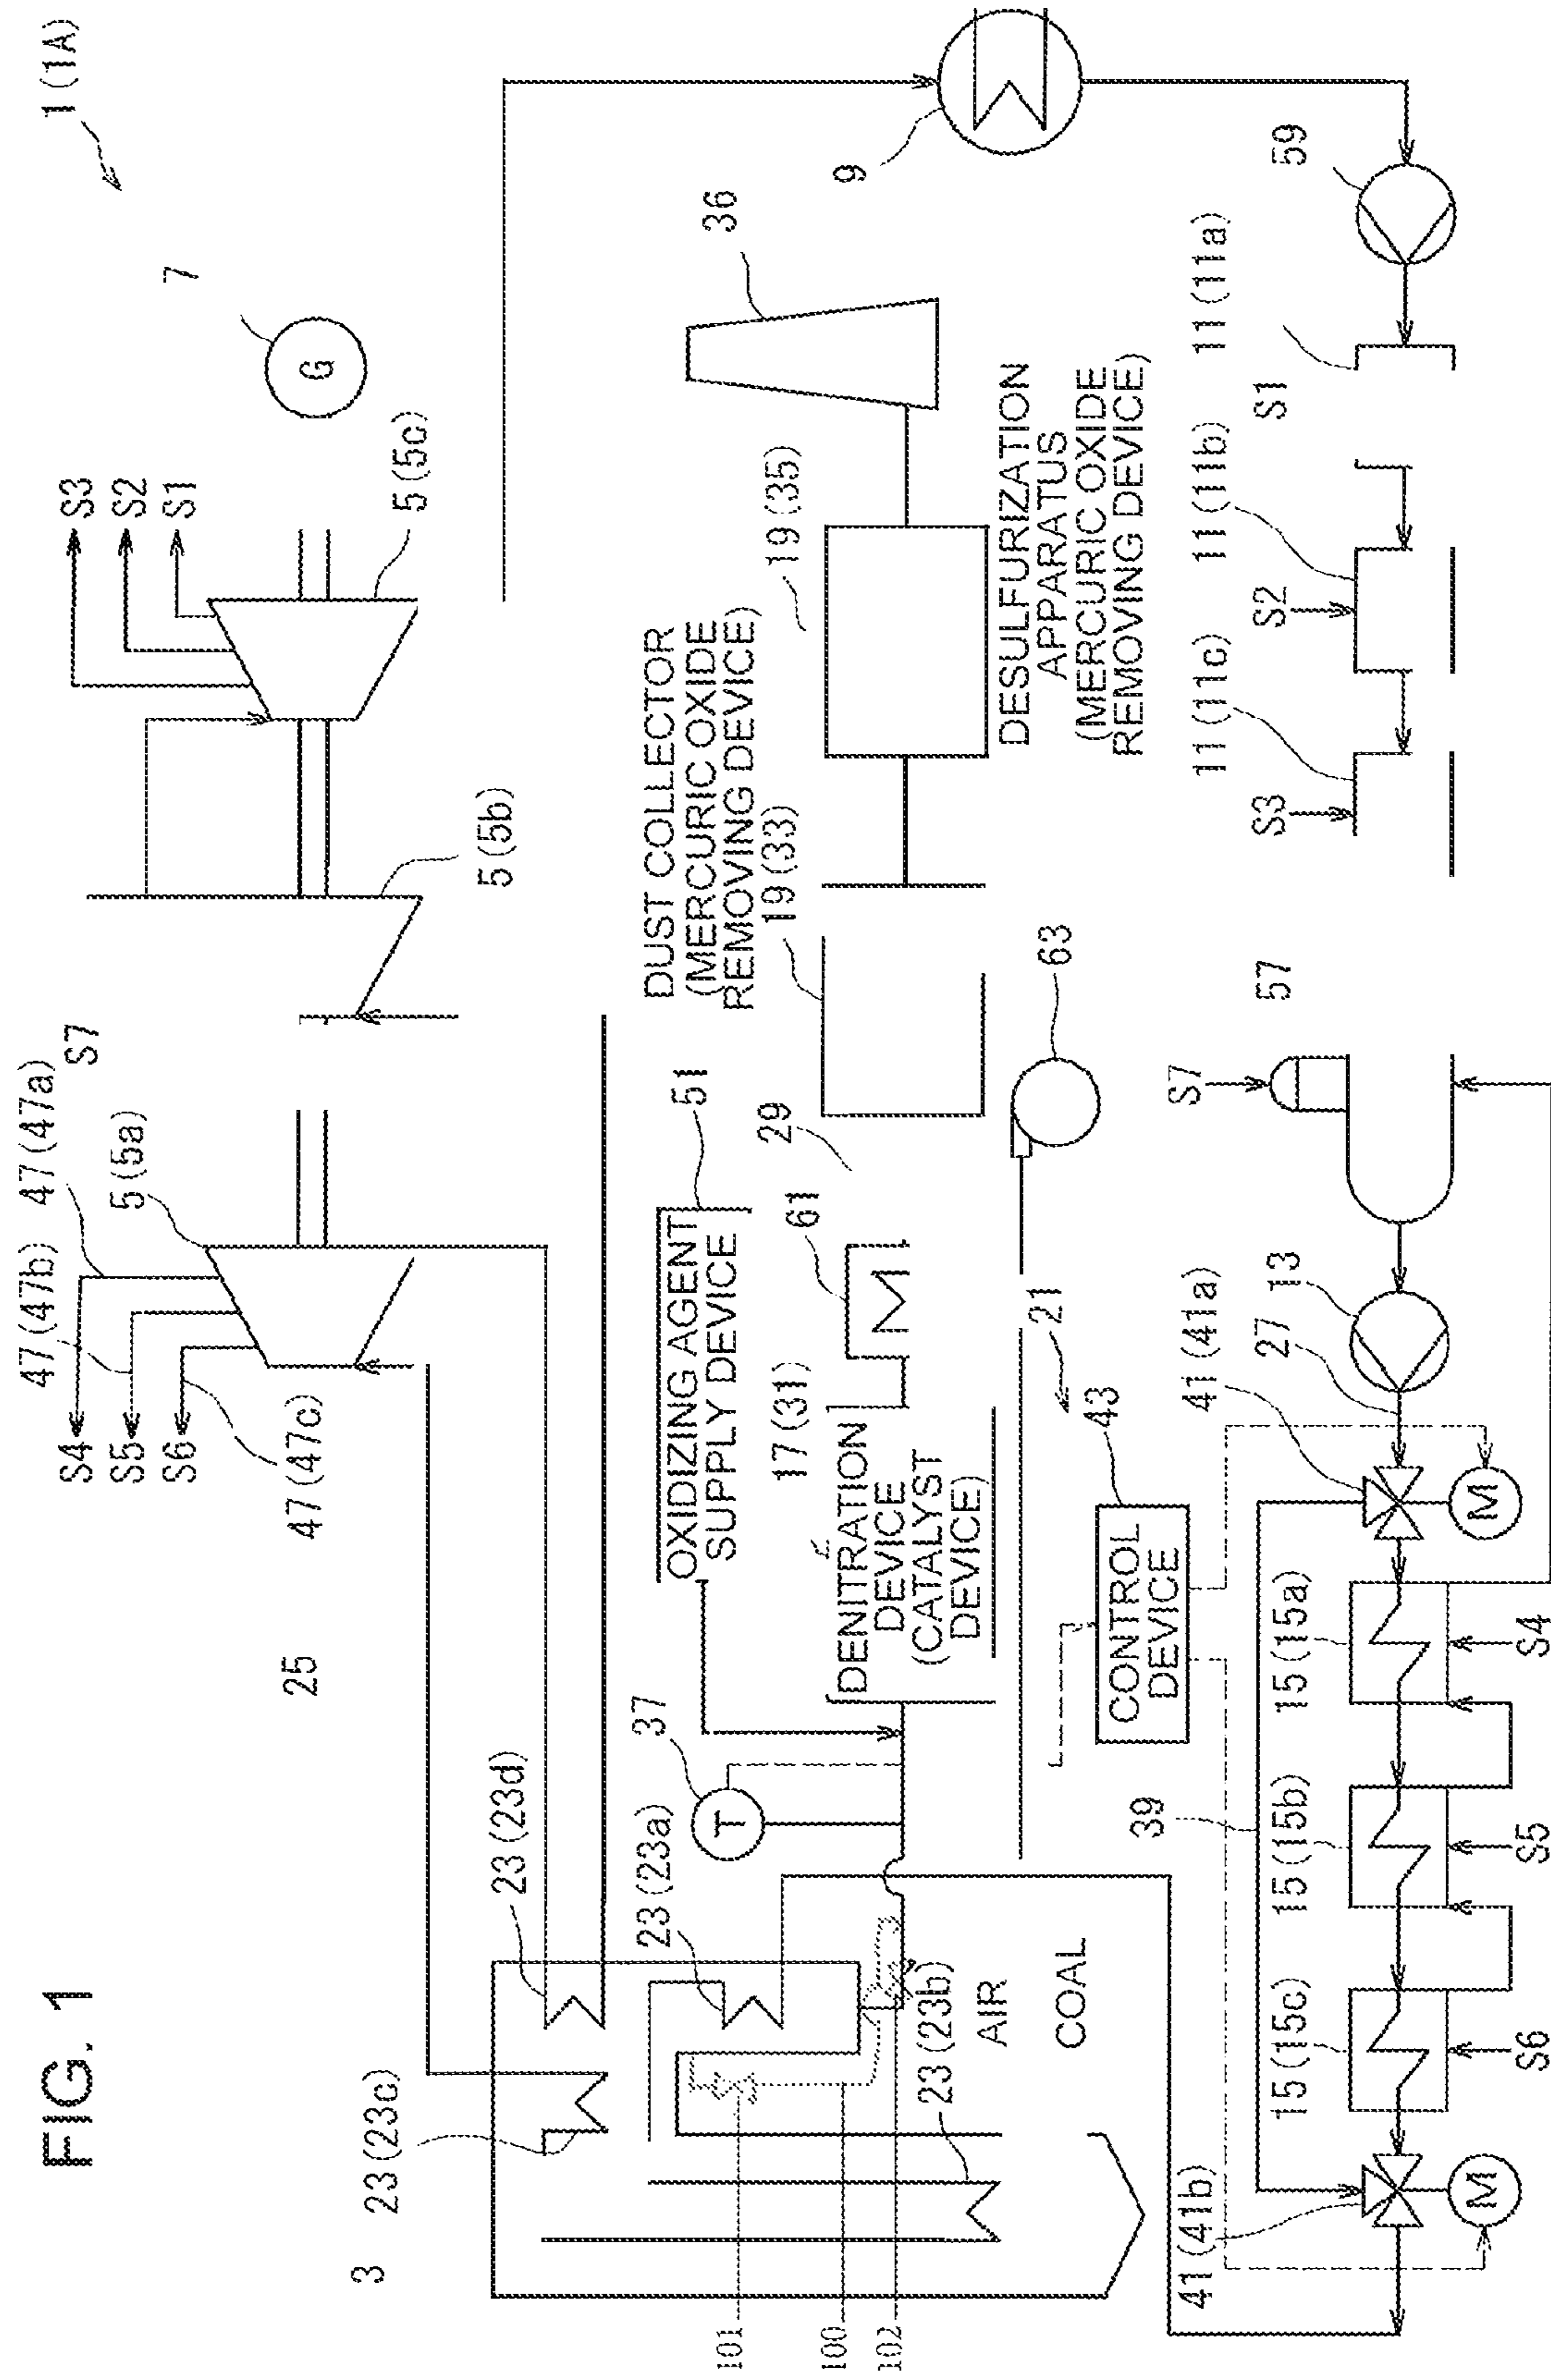 FIG. 1
1 (1A)
3
23 (23c)
23 (23d)
25
S4
S5
S6
47 (47c)
47 (47b)
47 (47a)
S7
5 (5a)
5 (5b)
S3
S2
S1
5 (5c)
7
G
101
100
102
23 (23a)
23 (23b)
AIR
COAL
37
T
OXIDIZING AGENT
SUPPLY DEVICE
51
17 (31)
DENITRATION
DEVICE
(CATALYST
DEVICE)
61
29
63
21
DUST COLLECTOR
(MERCURIC OXIDE
REMOVING DEVICE)
19 (33)
19 (35)
DESULFURIZATION
APPARATUS
(MERCURIC OXIDE
REMOVING DEVICE)
36
9
59
43
CONTROL
DEVICE
39
41 (41b)
M
15 (15c)
S6
15 (15b)
S5
15 (15a)
S4
41 (41a)
M
27
13
S7
57
S3
11 (11c)
S2
11 (11b)
S1
11 (11a)